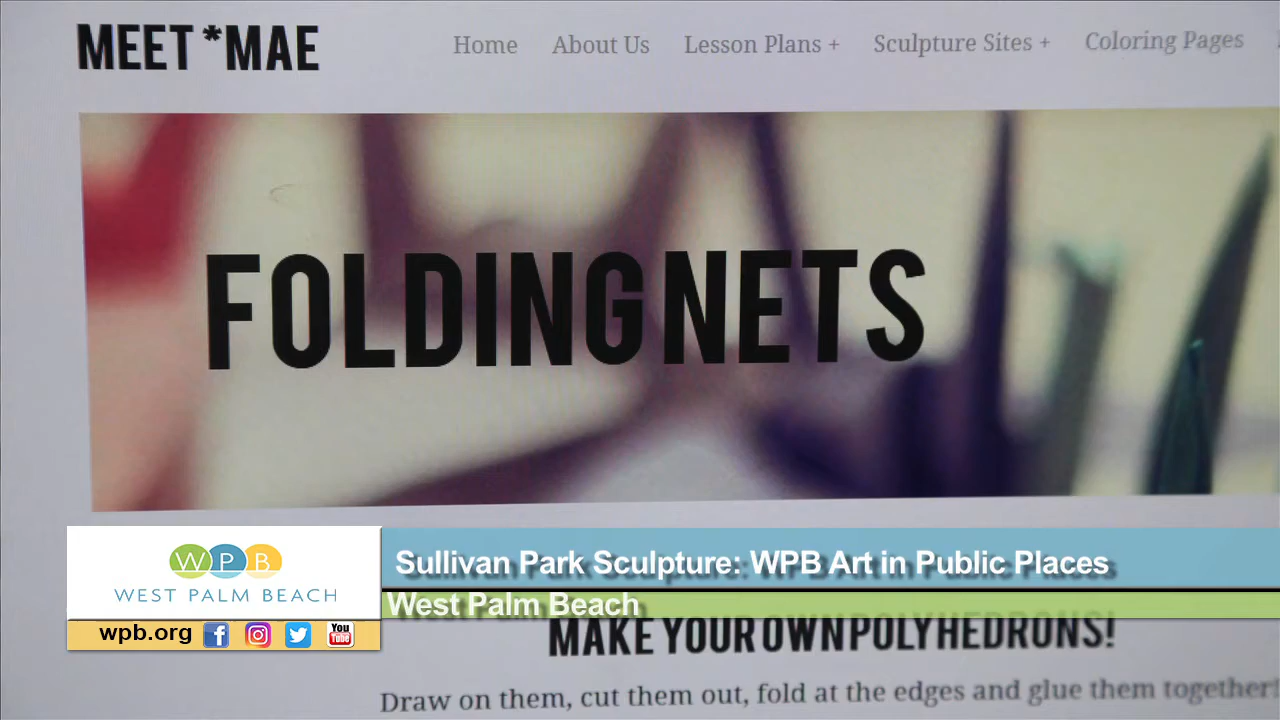 MEET *MAE
Home About Us Lesson Plans + Sculpture Sites + Coloring Pages
FOLDING NETS
WPB
WEST PALM BEACH
Sullivan Park Sculpture: WPB Art in Public Places
West Palm Beach
wpb.org
You
Tube
MAKE YOUR OWN POLYHEDRONS!
Draw on them, cut them out, fold at the edges and glue them together!